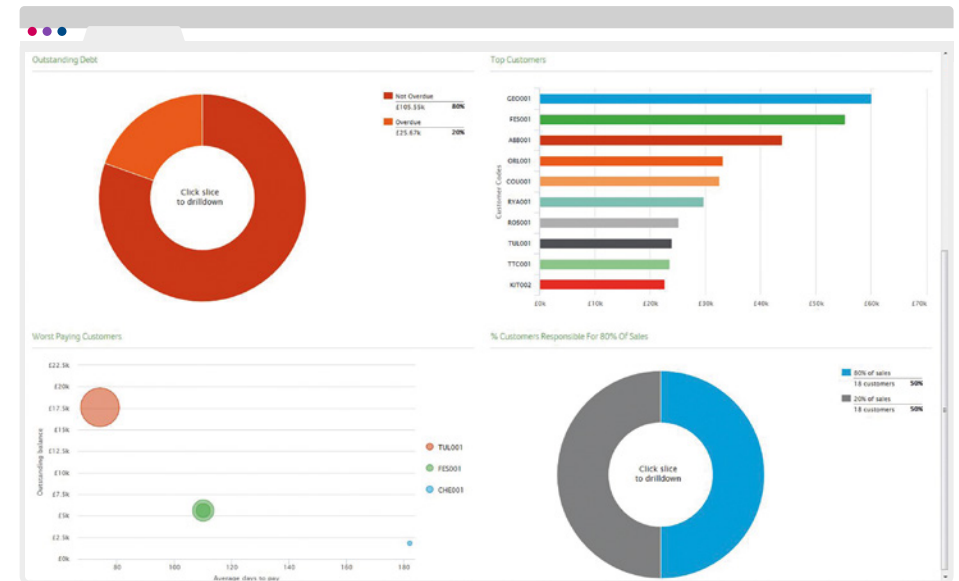 Outstanding Debt
Not Overdue
£105.55k 80%
Overdue
£25.67k 20%
Click slice
to drilldown
Top Customers
Customer Codes
GEO001
FES001
ABB001
ORL001
COU001
RYA001
ROS001
TUL001
TTC001
KIT002
£0k £10k £20k £30k £40k £50k £60k £70k
Worst Paying Customers
Outstanding balance
£22.5k
£20k
£17.5k
£15k
£12.5k
£10k
£7.5k
£5k
£2.5k
£0k
80 100 120 140 160 180
Average days to pay
TUL001
FES001
CHE001
% Customers Responsible For 80% Of Sales
80% of sales
18 customers 50%
20% of sales
18 customers 50%
Click slice
to drilldown